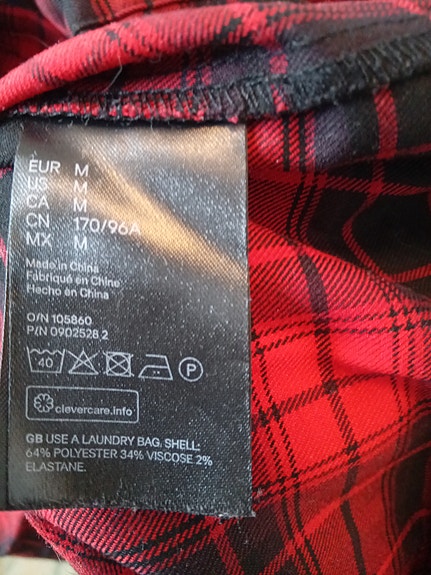 EUR M
US M
CA M
CN 170/96A
MX M
Made in China
Fabriqué en Chine
Hecho en China
O/N 105860
P/N 0902528 2
40 P
clevercare.info
GB USE A LAUNDRY BAG. SHELL:
64% POLYESTER 34% VISCOSE 2%
ELASTANE.